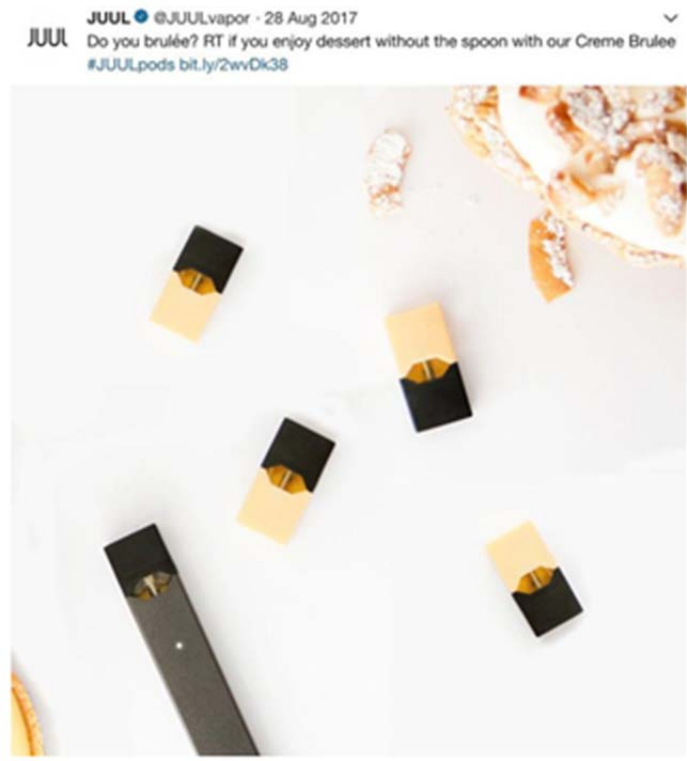 JUUL @JUULvapor · 28 Aug 2017
JUUL
Do you brulée? RT if you enjoy dessert without the spoon with our Creme Brulee
#JUULpods bit.ly/2wvDk38